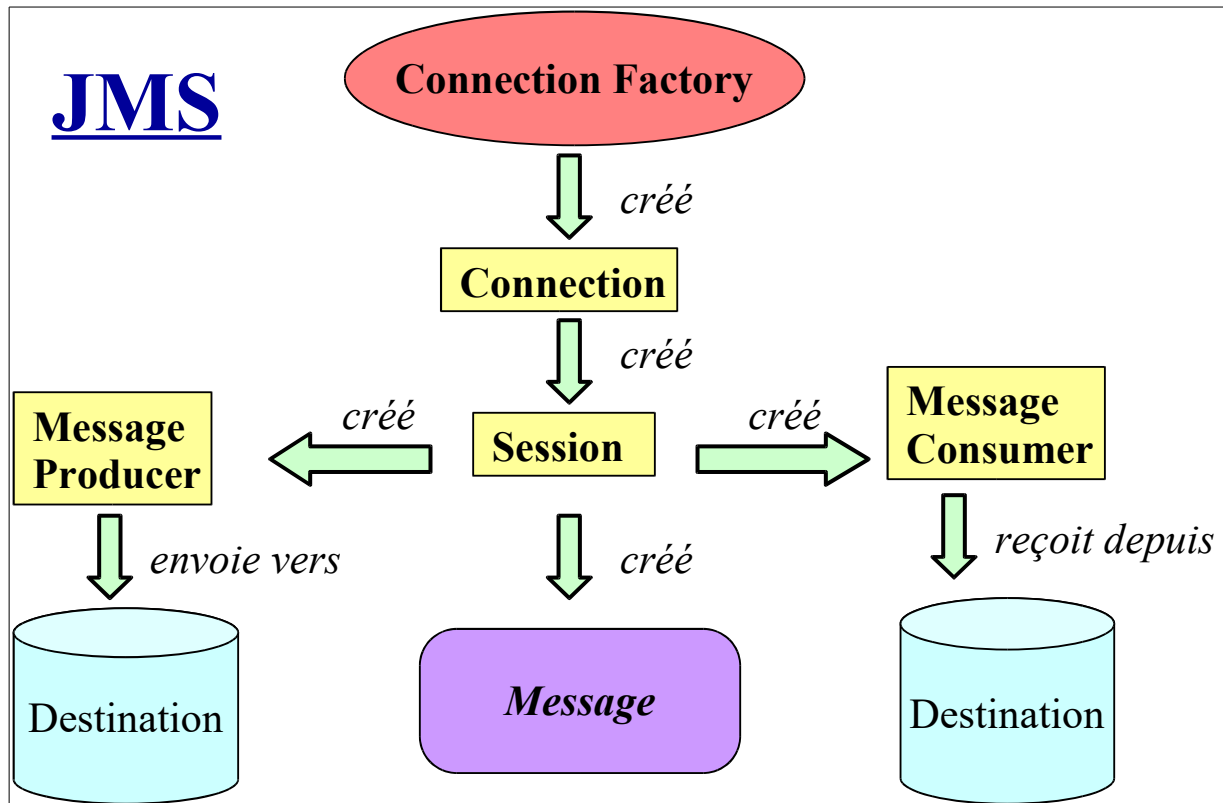 JMS
Connection Factory
créé
Connection
créé
Message
Producer
créé
Session
créé
Message
Consumer
envoie vers
créé
reçoit depuis
Destination
Message
Destination